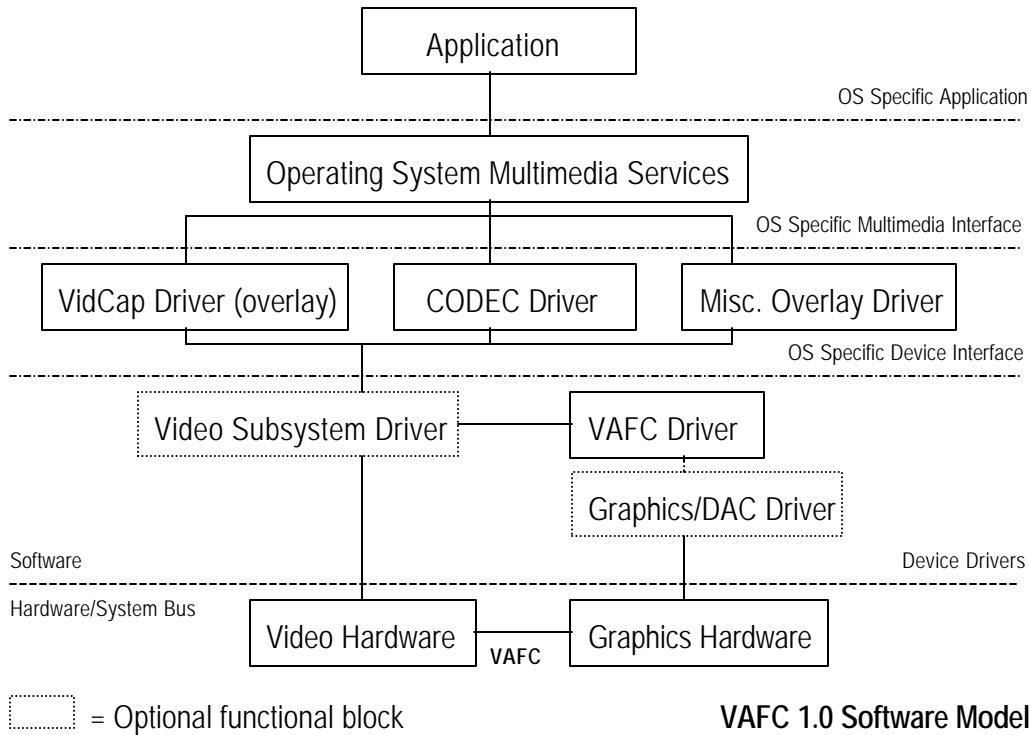 Application
OS Specific Application
Operating System Multimedia Services
OS Specific Multimedia Interface
VidCap Driver (overlay)
CODEC Driver
Misc. Overlay Driver
OS Specific Device Interface
Video Subsystem Driver
VAFC Driver
Graphics/DAC Driver
Software
Device Drivers
Hardware/System Bus
Video Hardware
VAFC
Graphics Hardware
= Optional functional block
VAFC 1.0 Software Model